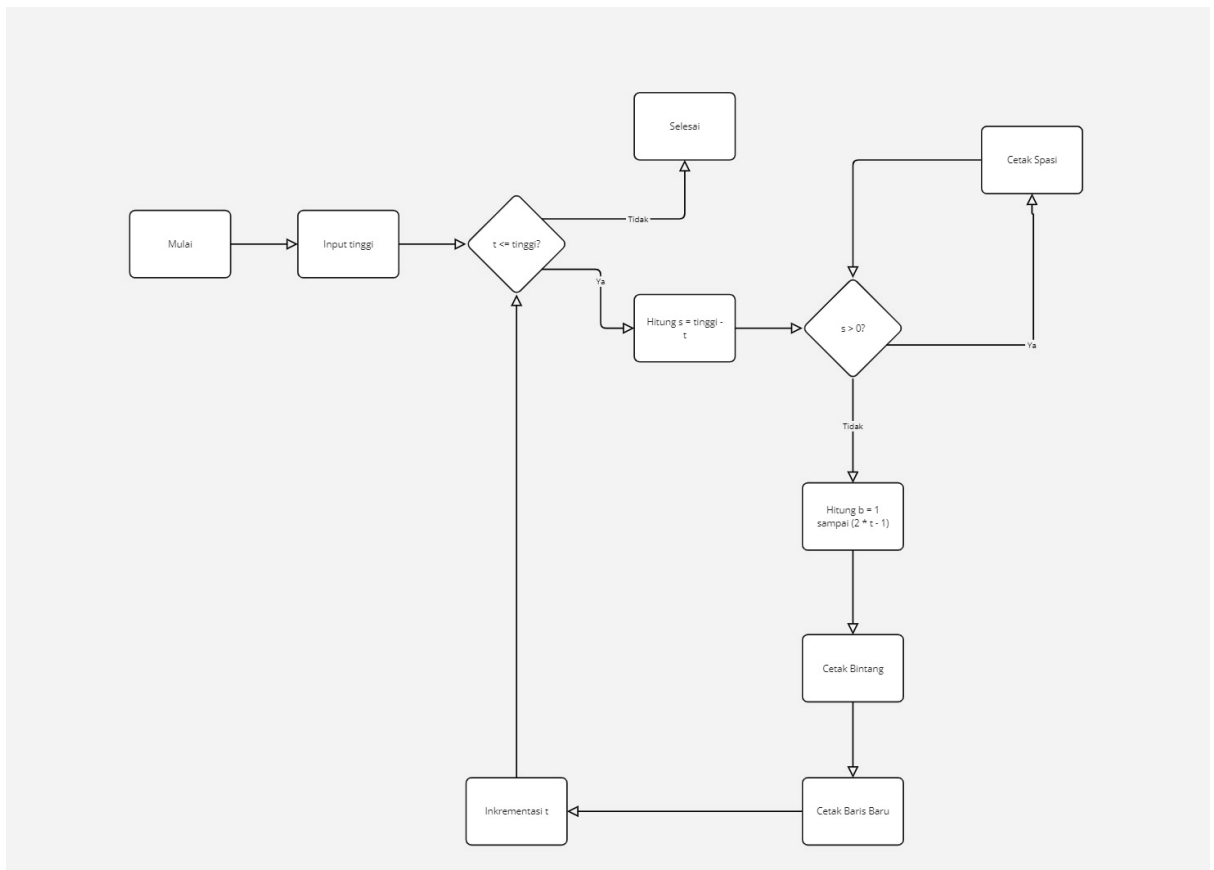 Mulai
Input tinggi
t <= tinggi?
Tidak
Selesai
Ya
Hitung s = tinggi -
t
s > 0?
Ya
Cetak Spasi
Tidak
Hitung b = 1
sampai (2 * t - 1)
Cetak Bintang
Cetak Baris Baru
Inkrementasi t